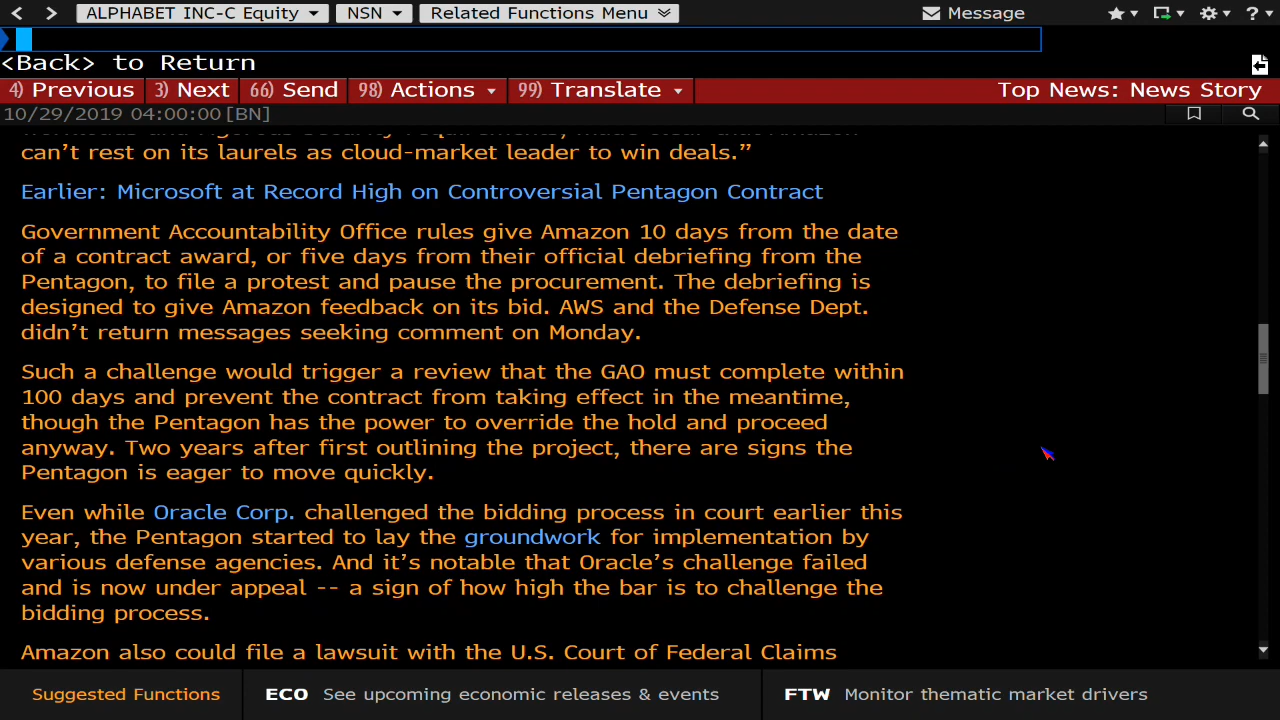 ALPHABET INC-C Equity NSN Related Functions Menu Message ?
<Back> to Return
4) Previous 3) Next 66) Send 98) Actions 99) Translate Top News: News Story
10/29/2019 04:00:00 [BN]
can't rest on its laurels as cloud-market leader to win deals.”
Earlier: Microsoft at Record High on Controversial Pentagon Contract
Government Accountability Office rules give Amazon 10 days from the date
of a contract award, or five days from their official debriefing from the
Pentagon, to file a protest and pause the procurement. The debriefing is
designed to give Amazon feedback on its bid. AWS and the Defense Dept.
didn't return messages seeking comment on Monday.
Such a challenge would trigger a review that the GAO must complete within
100 days and prevent the contract from taking effect in the meantime,
though the Pentagon has the power to override the hold and proceed
anyway. Two years after first outlining the project, there are signs the
Pentagon is eager to move quickly.
Even while Oracle Corp. challenged the bidding process in court earlier this
year, the Pentagon started to lay the groundwork for implementation by
various defense agencies. And it's notable that Oracle's challenge failed
and is now under appeal -- a sign of how high the bar is to challenge the
bidding process.
Amazon also could file a lawsuit with the U.S. Court of Federal Claims
Suggested Functions ECO See upcoming economic releases & events FTW Monitor thematic market drivers